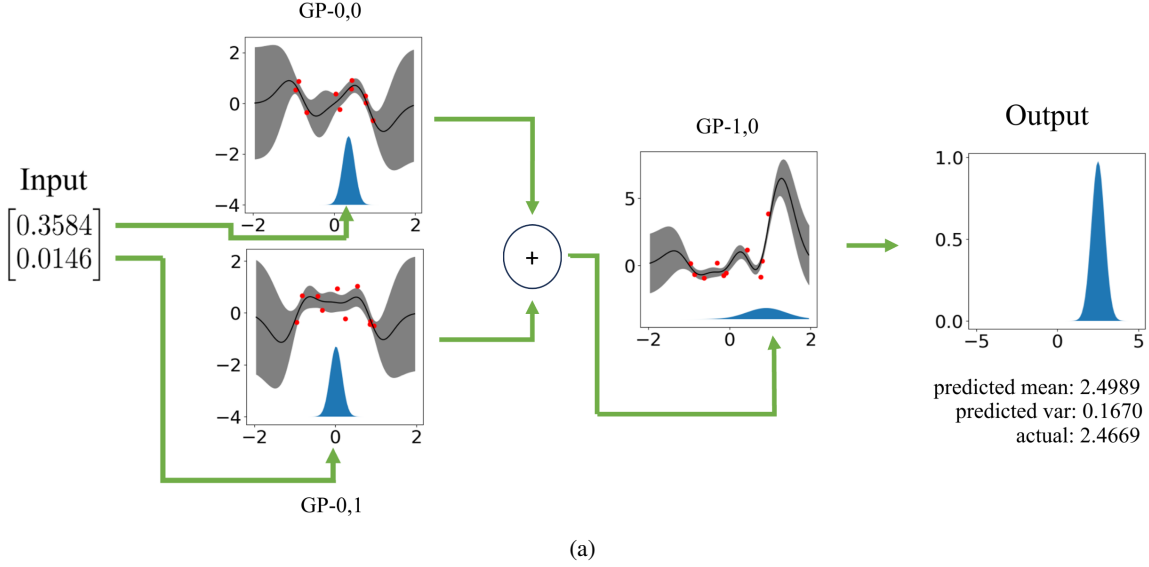 GP-0,0
2
0
−2
−4
−2 0 2
Input
[0.3584
0.0146]
2
0
−2
−4
−2 0 2
GP-0,1
+
GP-1,0
5
0
−2 0 2
Output
1.0
0.5
0.0
−5 0 5
predicted mean: 2.4989
predicted var: 0.1670
actual: 2.4669
(a)